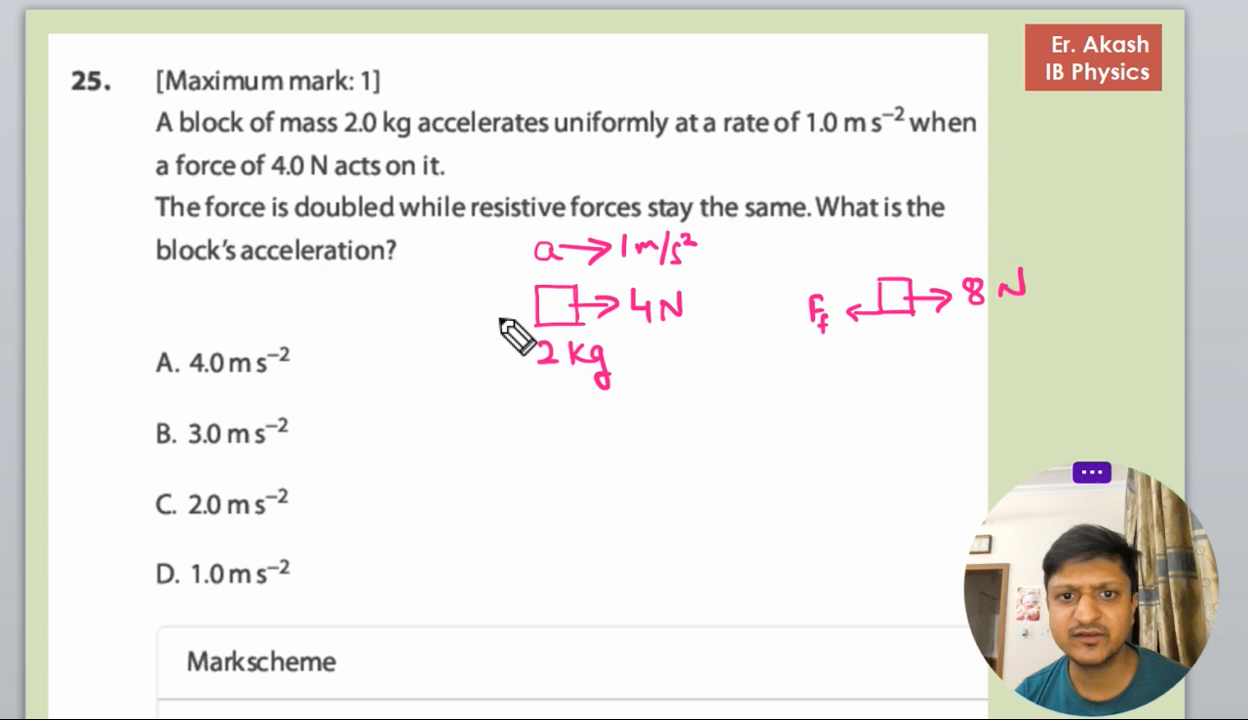 Er. Akash
IB Physics
25. [Maximum mark: 1]
A block of mass 2.0 kg accelerates uniformly at a rate of 1.0 m s⁻² when
a force of 4.0 N acts on it.
The force is doubled while resistive forces stay the same. What is the
block's acceleration?
a → 1 m/s²
→ 4 N
2 kg
F_f ← → 8 N
A. 4.0 m s⁻²
B. 3.0 m s⁻²
C. 2.0 m s⁻²
D. 1.0 m s⁻²
Markscheme